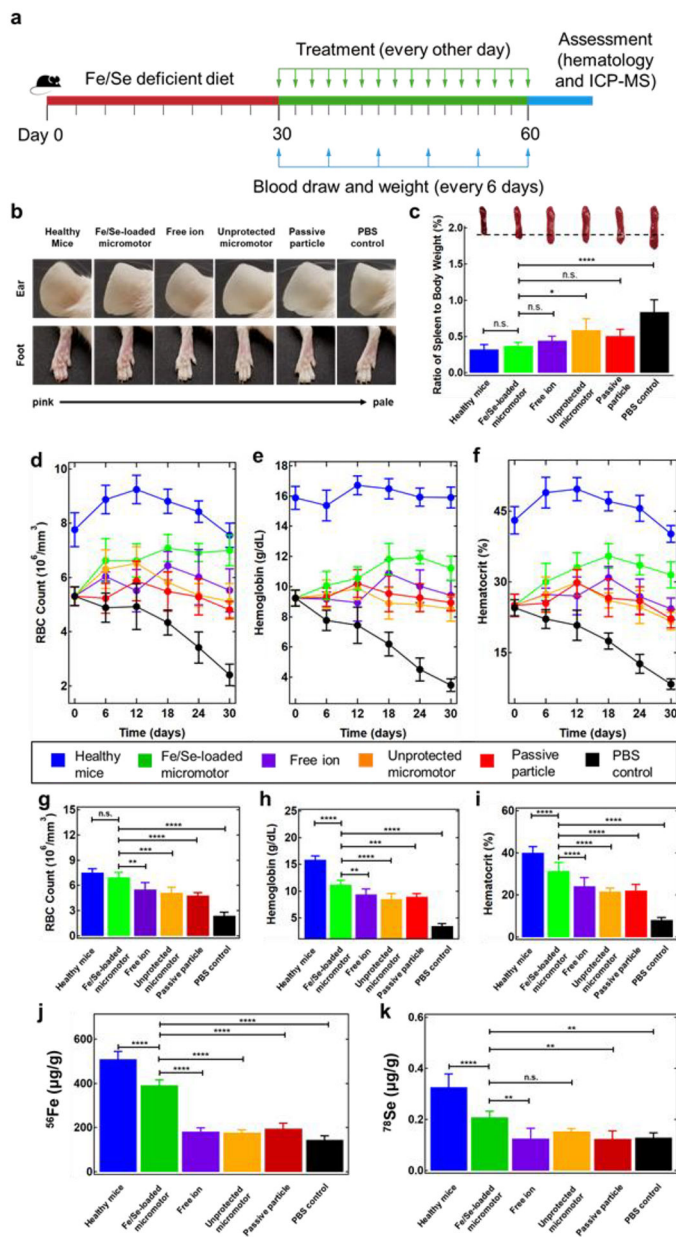 a
Treatment (every other day)
Assessment
(hematology
and ICP-MS)
Fe/Se deficient diet
Day 0
30
60
Blood draw and weight (every 6 days)
b
Healthy Mice
Fe/Se-loaded micromotor
Free ion
Unprotected micromotor
Passive particle
PBS control
Ear
Foot
pink
pale
c
Ratio of Spleen to Body Weight (%)
2.0
1.5
1.0
0.5
0.0
****
n.s.
*
n.s.
n.s.
Healthy mice
Fe/Se-loaded micromotor
Free ion
Unprotected micromotor
Passive particle
PBS control
d
RBC Count (10⁶/mm³)
10
8
6
4
2
0 6 12 18 24 30
Time (days)
e
Hemoglobin (g/dL)
16
14
12
10
8
6
4
0 6 12 18 24 30
Time (days)
f
Hematocrit (%)
45
30
15
0 6 12 18 24 30
Time (days)
Healthy mice
Fe/Se-loaded micromotor
Free ion
Unprotected micromotor
Passive particle
PBS control
g
RBC Count (10⁶/mm³)
15
12
9
6
3
0
n.s.
****
****
***
**
Healthy mice
Fe/Se-loaded micromotor
Free ion
Unprotected micromotor
Passive particle
PBS control
h
Hemoglobin (g/dL)
25
20
15
10
5
****
****
***
****
**
Healthy mice
Fe/Se-loaded micromotor
Free ion
Unprotected micromotor
Passive particle
PBS control
i
Hematocrit (%)
60
40
20
0
****
****
****
****
****
Healthy mice
Fe/Se-loaded micromotor
Free ion
Unprotected micromotor
Passive particle
PBS control
j
⁵⁶Fe (µg/g)
600
400
200
0
****
****
****
****
****
Healthy mice
Fe/Se-loaded micromotor
Free ion
Unprotected micromotor
Passive particle
PBS control
k
⁷⁸Se (µg/g)
0.6
0.4
0.2
0.0
****
**
**
n.s.
**
Healthy mice
Fe/Se-loaded micromotor
Free ion
Unprotected micromotor
Passive particle
PBS control